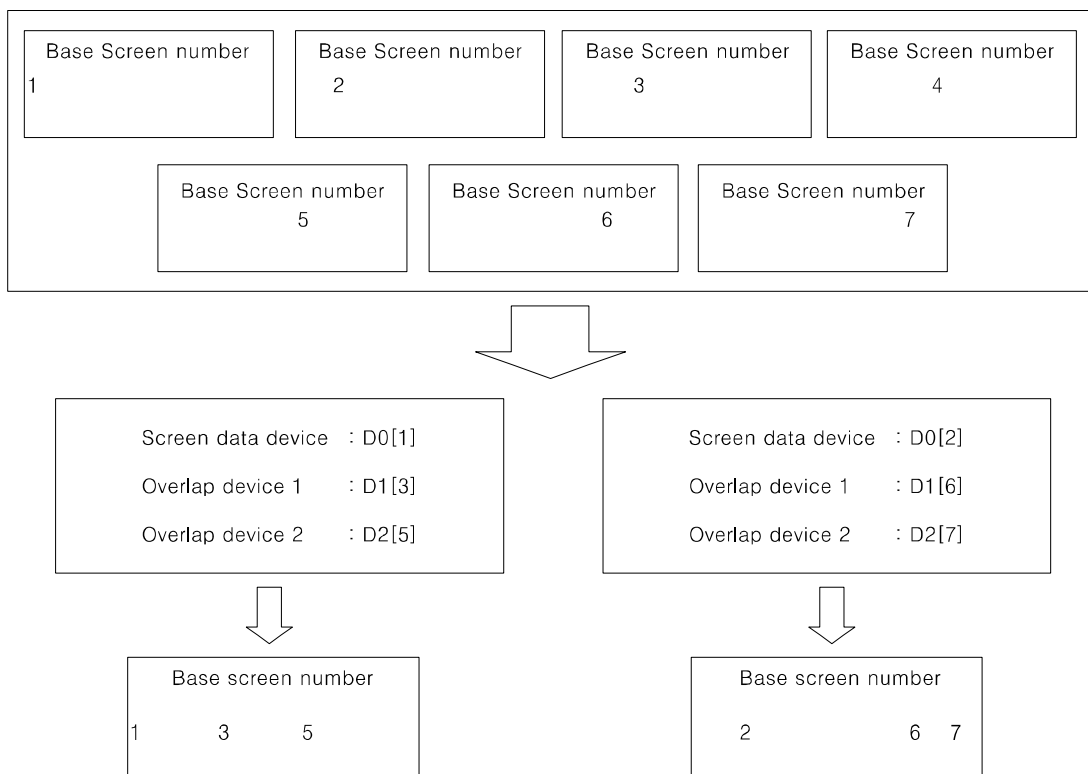 Base Screen number
1
Base Screen number
2
Base Screen number
3
Base Screen number
4
Base Screen number
5
Base Screen number
6
Base Screen number
7
Screen data device : D0[1]
Overlap device 1 : D1[3]
Overlap device 2 : D2[5]
Screen data device : D0[2]
Overlap device 1 : D1[6]
Overlap device 2 : D2[7]
Base screen number
1 3 5
Base screen number
2 6 7